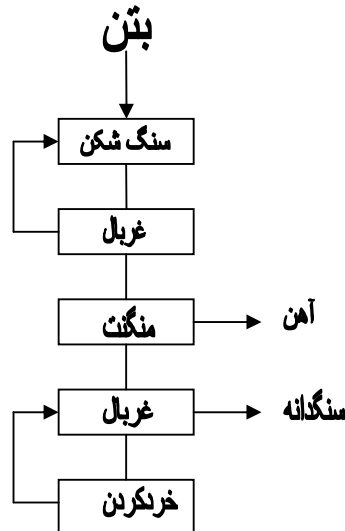 بتن
سنگ شکن
غربال
منگنت
آهن
غربال
سنگدانه
خردکردن